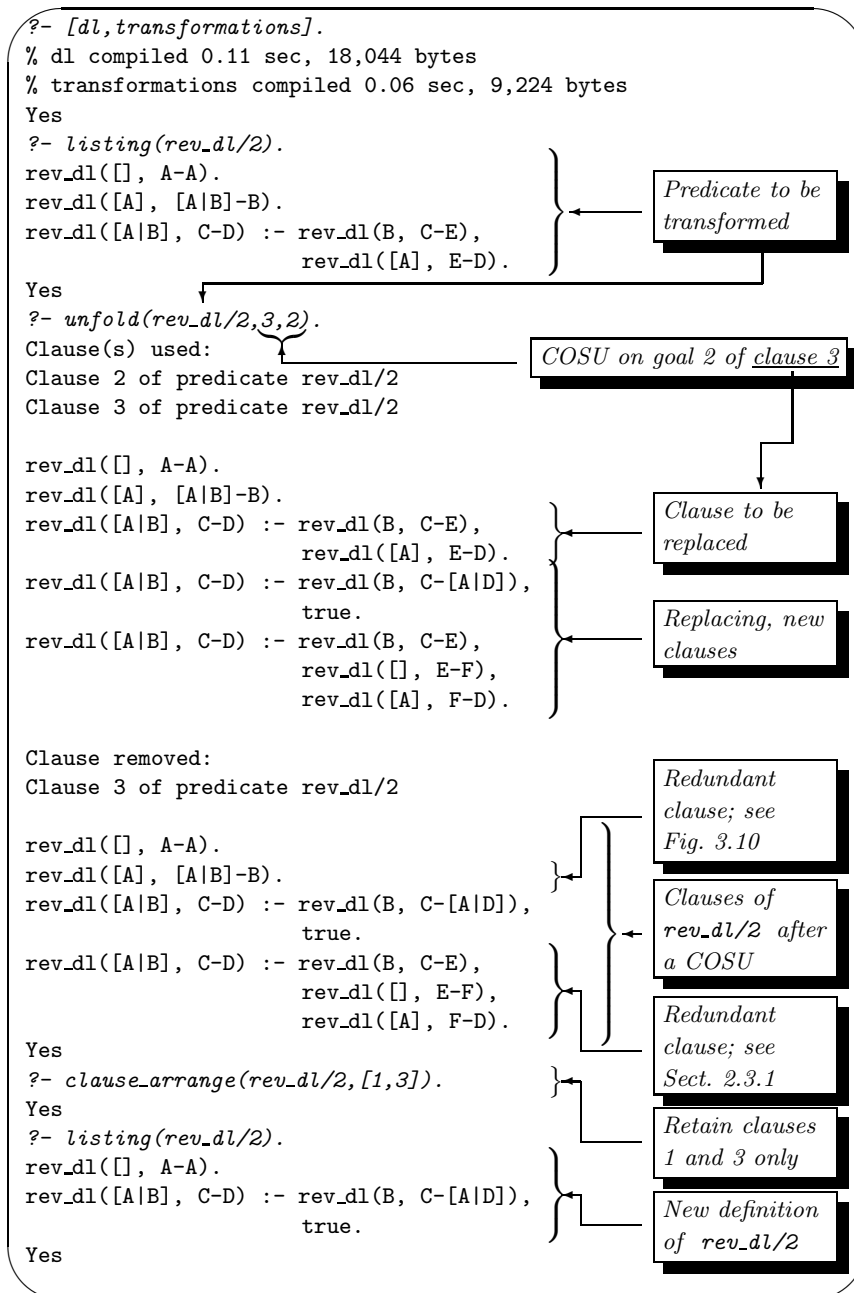 ?- [dl,transformations].
% dl compiled 0.11 sec, 18,044 bytes
% transformations compiled 0.06 sec, 9,224 bytes
Yes
?- listing(rev_dl/2).
rev_dl([], A-A).
rev_dl([A], [A|B]-B).
rev_dl([A|B], C-D) :- rev_dl(B, C-E),
rev_dl([A], E-D).
Predicate to be
transformed
Yes
?- unfold(rev_dl/2,3,2).
Clause(s) used:
COSU on goal 2 of clause 3
Clause 2 of predicate rev_dl/2
Clause 3 of predicate rev_dl/2
rev_dl([], A-A).
rev_dl([A], [A|B]-B).
rev_dl([A|B], C-D) :- rev_dl(B, C-E),
rev_dl([A], E-D).
Clause to be
replaced
rev_dl([A|B], C-D) :- rev_dl(B, C-[A|D]),
true.
rev_dl([A|B], C-D) :- rev_dl(B, C-E),
rev_dl([], E-F),
rev_dl([A], F-D).
Replacing, new
clauses
Clause removed:
Clause 3 of predicate rev_dl/2
Redundant
clause; see
Fig. 3.10
rev_dl([], A-A).
rev_dl([A], [A|B]-B).
rev_dl([A|B], C-D) :- rev_dl(B, C-[A|D]),
true.
rev_dl([A|B], C-D) :- rev_dl(B, C-E),
rev_dl([], E-F),
rev_dl([A], F-D).
Clauses of
rev_dl/2 after
a COSU
Redundant
clause; see
Sect. 2.3.1
Yes
?- clause_arrange(rev_dl/2,[1,3]).
Yes
Retain clauses
1 and 3 only
?- listing(rev_dl/2).
rev_dl([], A-A).
rev_dl([A|B], C-D) :- rev_dl(B, C-[A|D]),
true.
New definition
of rev_dl/2
Yes